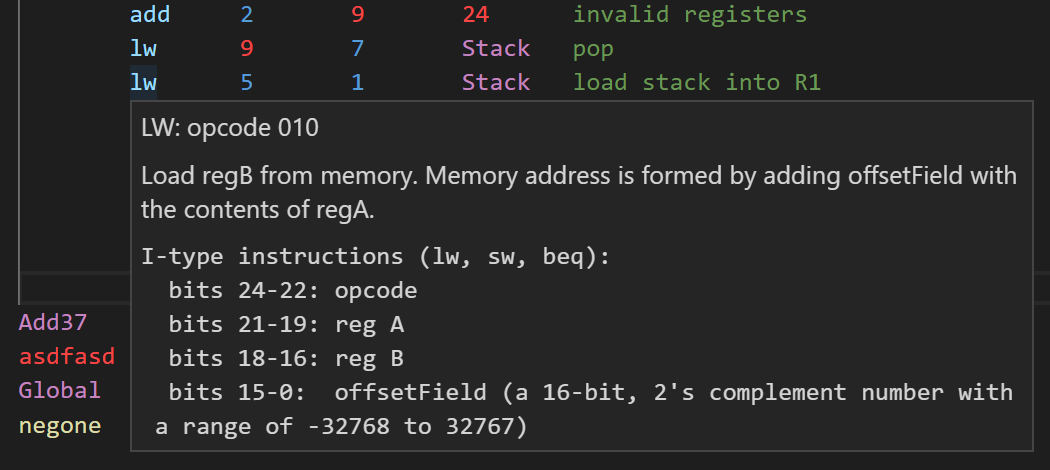 add 2 9 24 invalid registers
lw 9 7 Stack pop
lw 5 1 Stack load stack into R1
LW: opcode 010
Load regB from memory. Memory address is formed by adding offsetField with
the contents of regA.
I-type instructions (lw, sw, beq):
bits 24-22: opcode
bits 21-19: reg A
bits 18-16: reg B
bits 15-0: offsetField (a 16-bit, 2's complement number with
a range of -32768 to 32767)
Add37
asdfasd
Global
negone